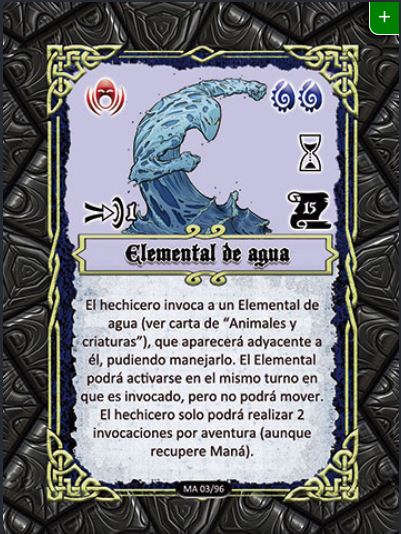 15
1
Elemental de agua
El hechicero invoca a un Elemental de
agua (ver carta de “Animales y
criaturas”), que aparecerá adyacente a
él, pudiendo manejarlo. El Elemental
podrá activarse en el mismo turno en
que es invocado, pero no podrá mover.
El hechicero solo podrá realizar 2
invocaciones por aventura (aunque
recupere Maná).
MA 03/96